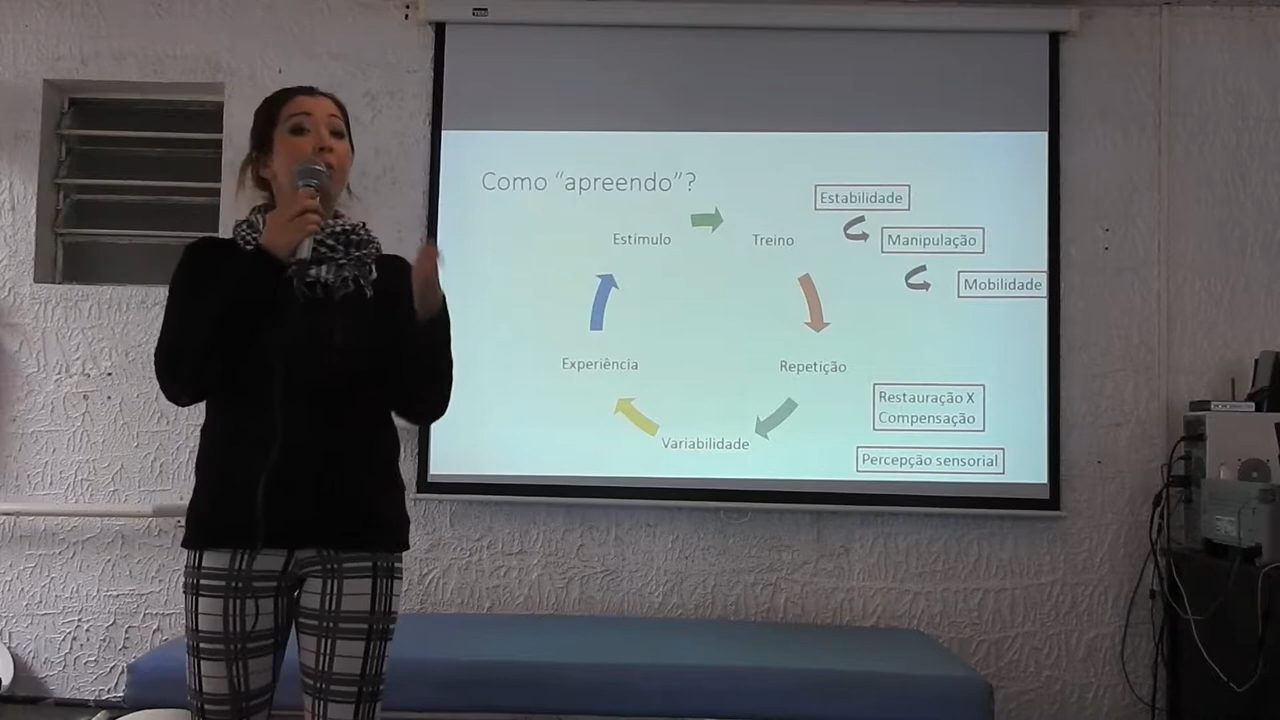 Como “apreendo”?
Estabilidade
Estímulo
Treino
Manipulação
Mobilidade
Experiência
Repetição
Restauração X
Compensação
Variabilidade
Percepção sensorial